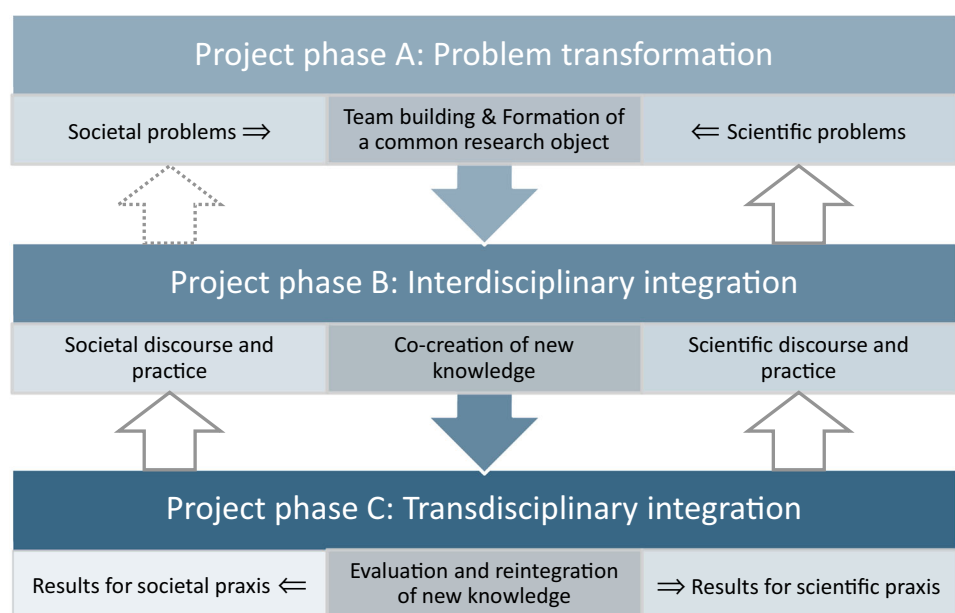 Project phase A: Problem transformation
Societal problems ⇒
Team building & Formation of
a common research object
⇐ Scientific problems
Project phase B: Interdisciplinary integration
Societal discourse and
practice
Co-creation of new
knowledge
Scientific discourse and
practice
Project phase C: Transdisciplinary integration
Results for societal praxis ⇐
Evaluation and reintegration
of new knowledge
⇒ Results for scientific praxis